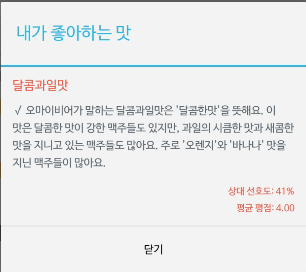 내가 좋아하는 맛
달콤과일맛
√ 오마이비어가 말하는 달콤과일맛은 '달콤한맛'을 뜻해요. 이
맛은 달콤한 맛이 강한 맥주들도 있지만, 과일의 시큼한 맛과 새콤한
맛을 지니고 있는 맥주들도 많아요. 주로 '오렌지'와 '바나나' 맛을
지닌 맥주들이 많아요.
상대 선호도: 41%
평균 평점: 4.00
닫기